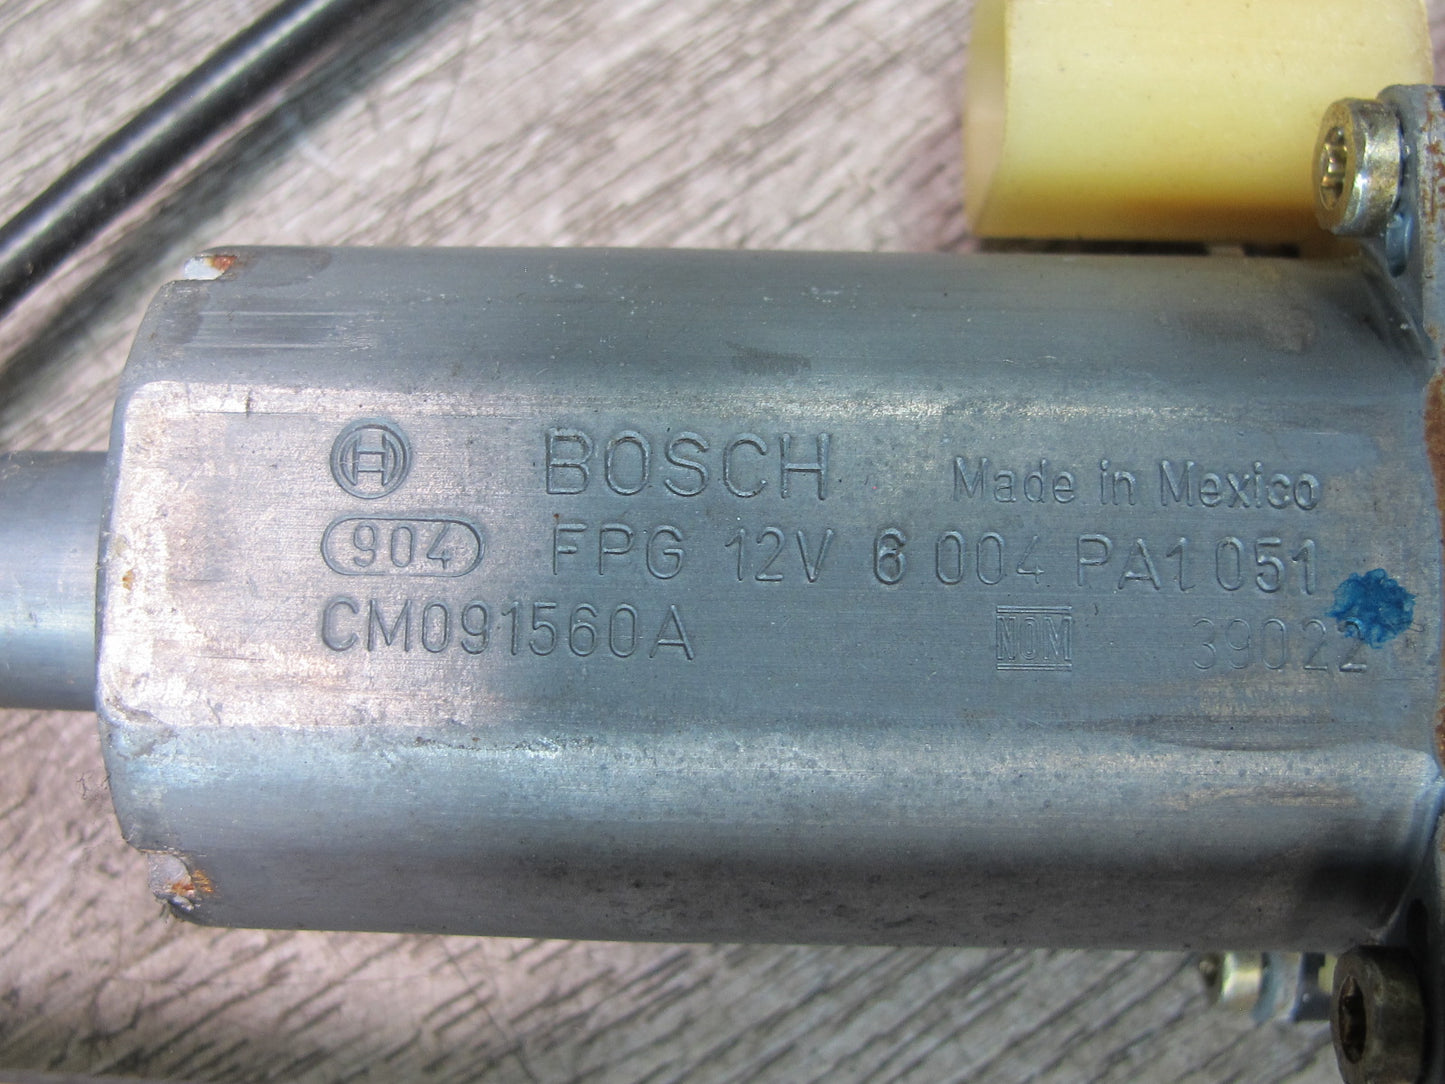 BOSCH Made in Mexico
904 FPG 12V 6 004 PA1 051
CM091560A NOM 39022